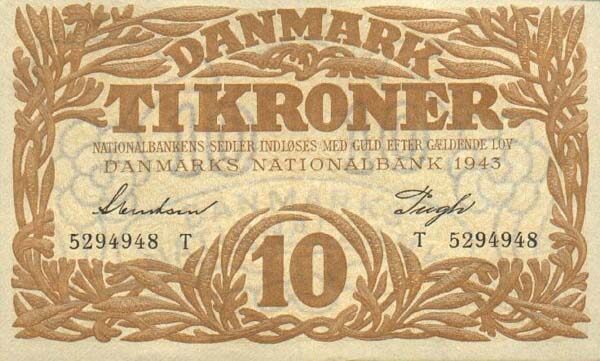 DANMARK
TI KRONER
NATIONALBANKENS SEDLER INDLØSES MED GULD EFTER GÆLDENDE LOV
DANMARKS NATIONALBANK 1943
5294948 T T 5294948
10